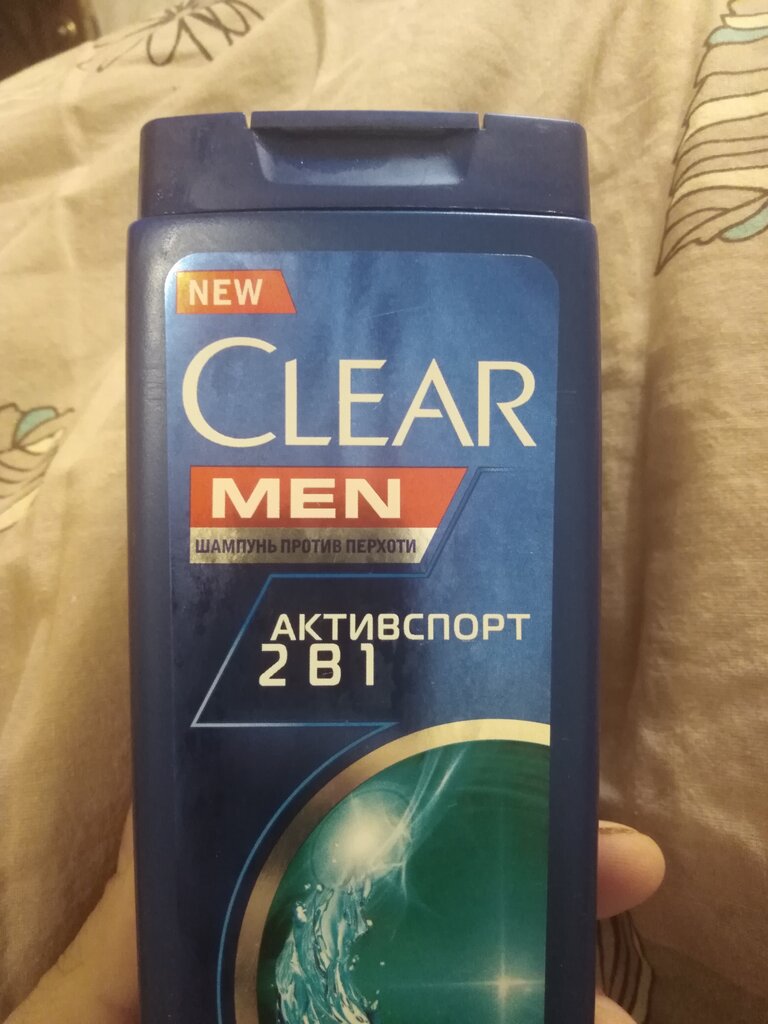 NEW
CLEAR
MEN
ШАМПУНЬ ПРОТИВ ПЕРХОТИ
АКТИВСПОРТ
2 В 1